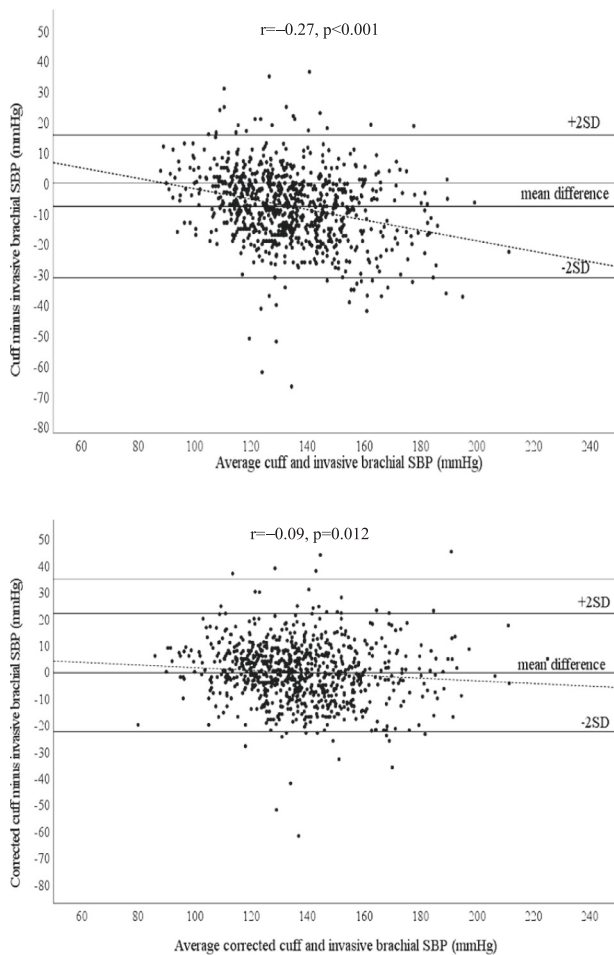 r=–0.27, p<0.001
Cuff minus invasive brachial SBP (mmHg)
50
40
30
20
10
0
-10
-20
-30
-40
-50
-60
-70
-80
+2SD
mean difference
-2SD
60 80 100 120 140 160 180 200 220 240
Average cuff and invasive brachial SBP (mmHg)
r=–0.09, p=0.012
Corrected cuff minus invasive brachial SBP (mmHg)
50
40
30
20
10
0
-10
-20
-30
-40
-50
-60
-70
-80
+2SD
mean difference
-2SD
60 80 100 120 140 160 180 200 220 240
Average corrected cuff and invasive brachial SBP (mmHg)